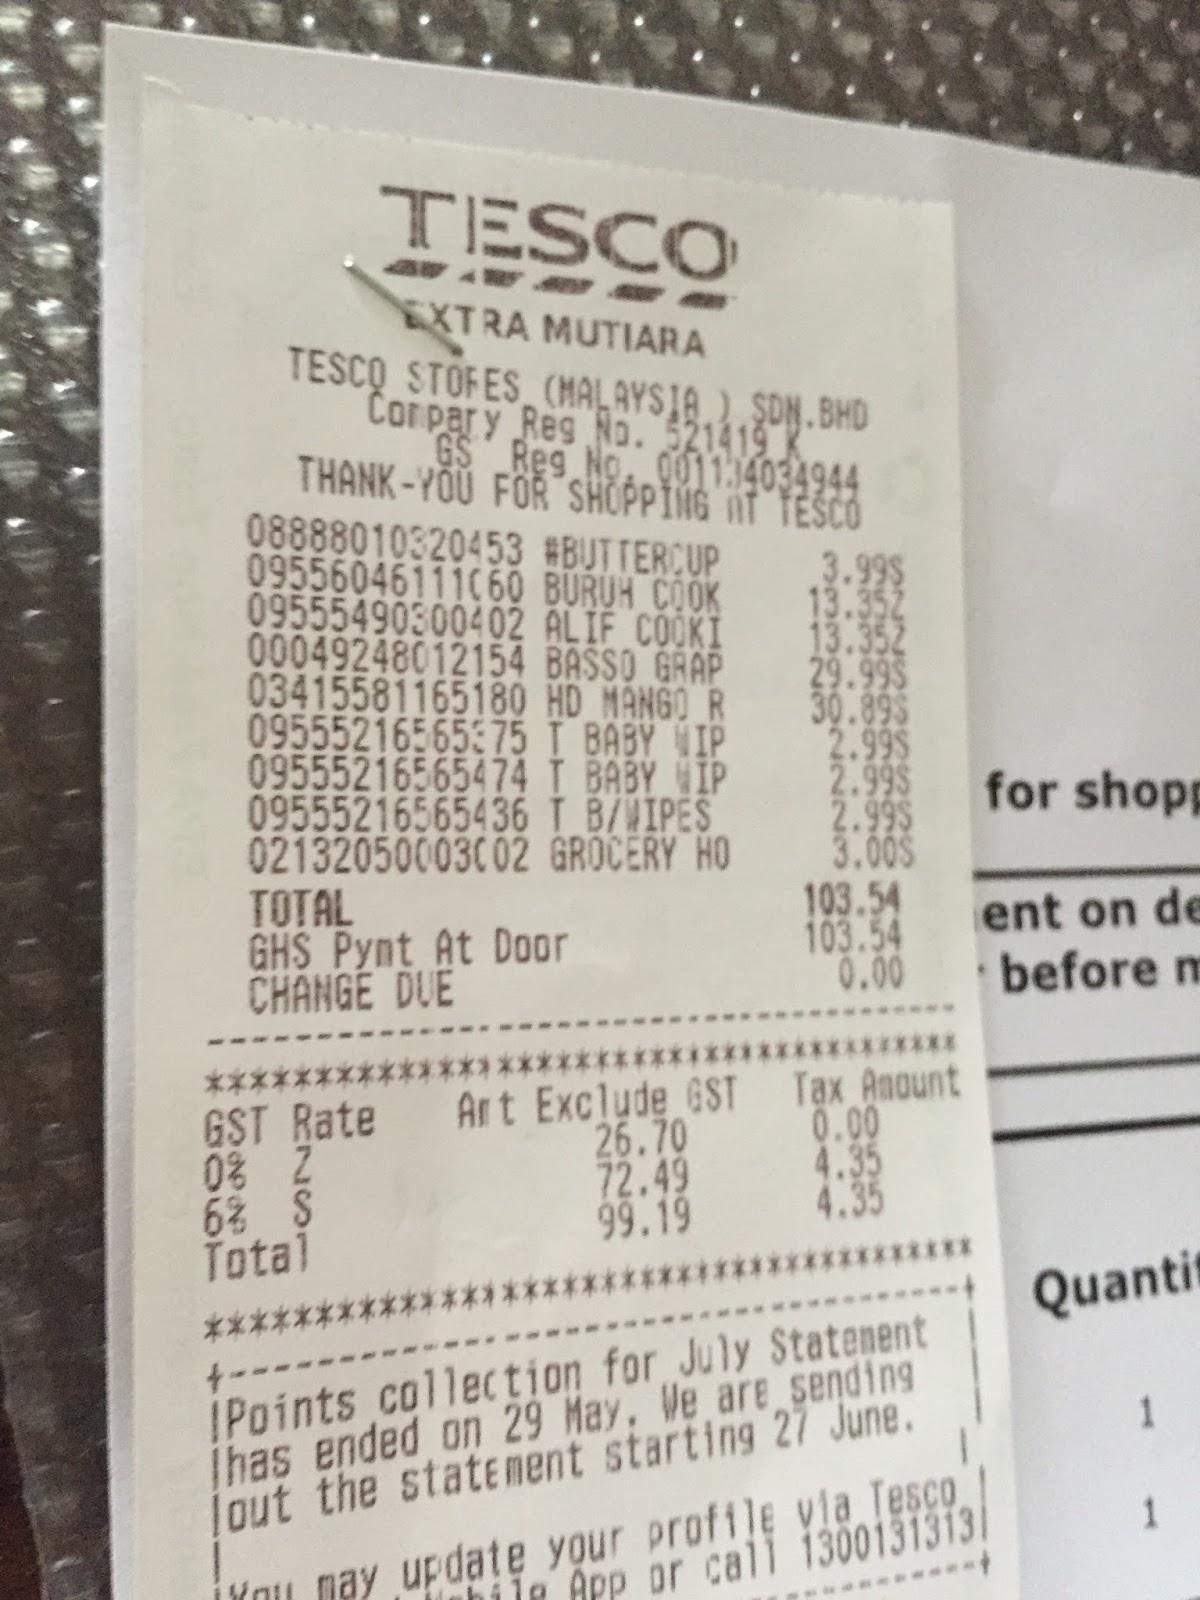 TESCO
EXTRA MUTIARA
TESCO STORES (MALAYSIA ) SDN.BHD
Company Reg No. 521419 K
GS Reg No.
THANK-YOU FOR SHOPPING AT TESCO
08888010320453 #BUTTERCUP 3.99S
09556046111060 BURUH COOK 13.35Z
09555490300402 ALIF COOKI 13.35Z
00049248012154 BASSO GRAP 29.99S
03415581165180 HD MANGO R 30.89S
09555216565375 T BABY WIP 2.99S
09555216565474 T BABY WIP 2.99S
09555216565436 T B/WIPES 2.99S
02132050003002 GROCERY HO 3.00S
TOTAL 103.54
GHS Pymt At Door 103.54
CHANGE DUE 0.00
----------------------------------------
****************************************
GST Rate Amt Exclude GST Tax Amount
0% Z 26.70 0.00
6% S 72.49 4.35
Total 99.19 4.35
****************************************
+--------------------------------------+
|Points collection for July Statement |
|has ended on 29 May. We are sending |
|out the statement starting 27 June. |
| |
|You may update your profile via Tesco |
Mobile App or call 1300131313|
for shopp
ent on de
before m
Quantit
1
1